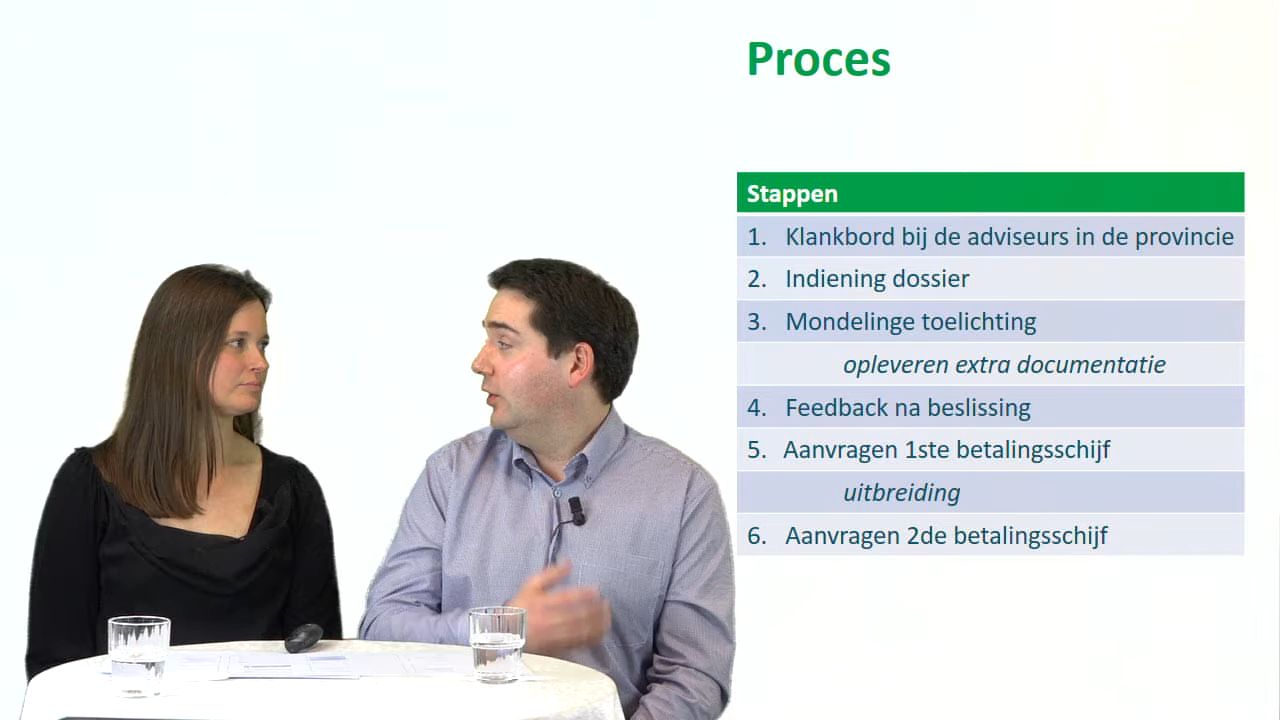 Proces
Stappen
1. Klankbord bij de adviseurs in de provincie
2. Indiening dossier
3. Mondelinge toelichting
opleveren extra documentatie
4. Feedback na beslissing
5. Aanvragen 1ste betalingsschijf
uitbreiding
6. Aanvragen 2de betalingsschijf